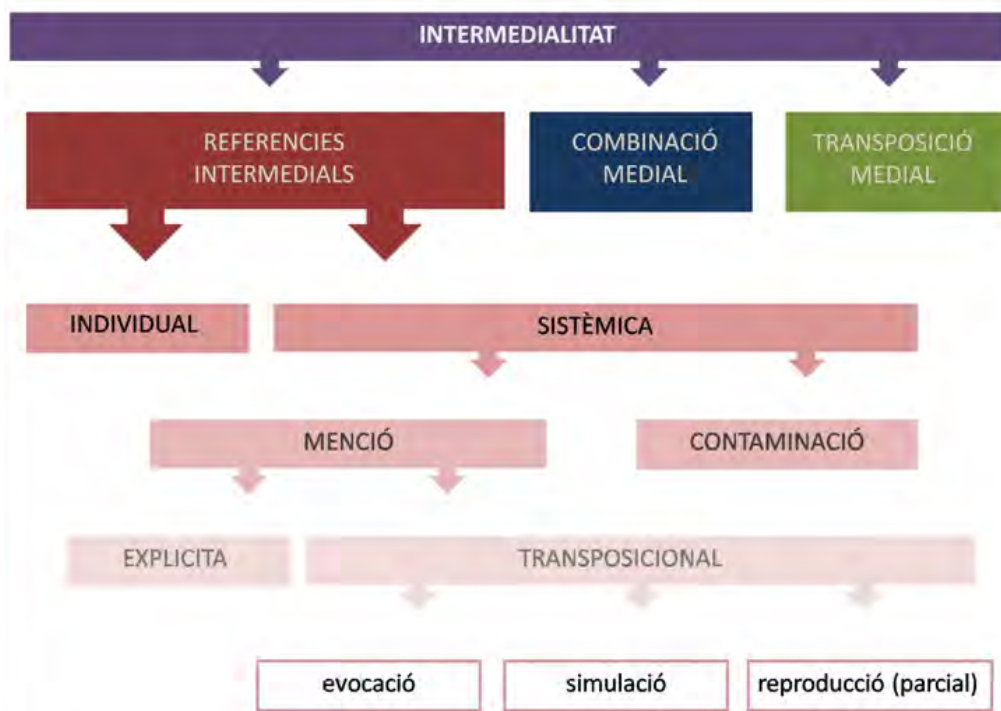 INTERMEDIALITAT
REFERENCIES
INTERMEDIALS
COMBINACIÓ
MEDIAL
TRANSPOSICIÓ
MEDIAL
INDIVIDUAL
SISTÈMICA
MENCIÓ
CONTAMINACIÓ
EXPLICITA
TRANSPOSICIONAL
evocació
simulació
reproducció (parcial)